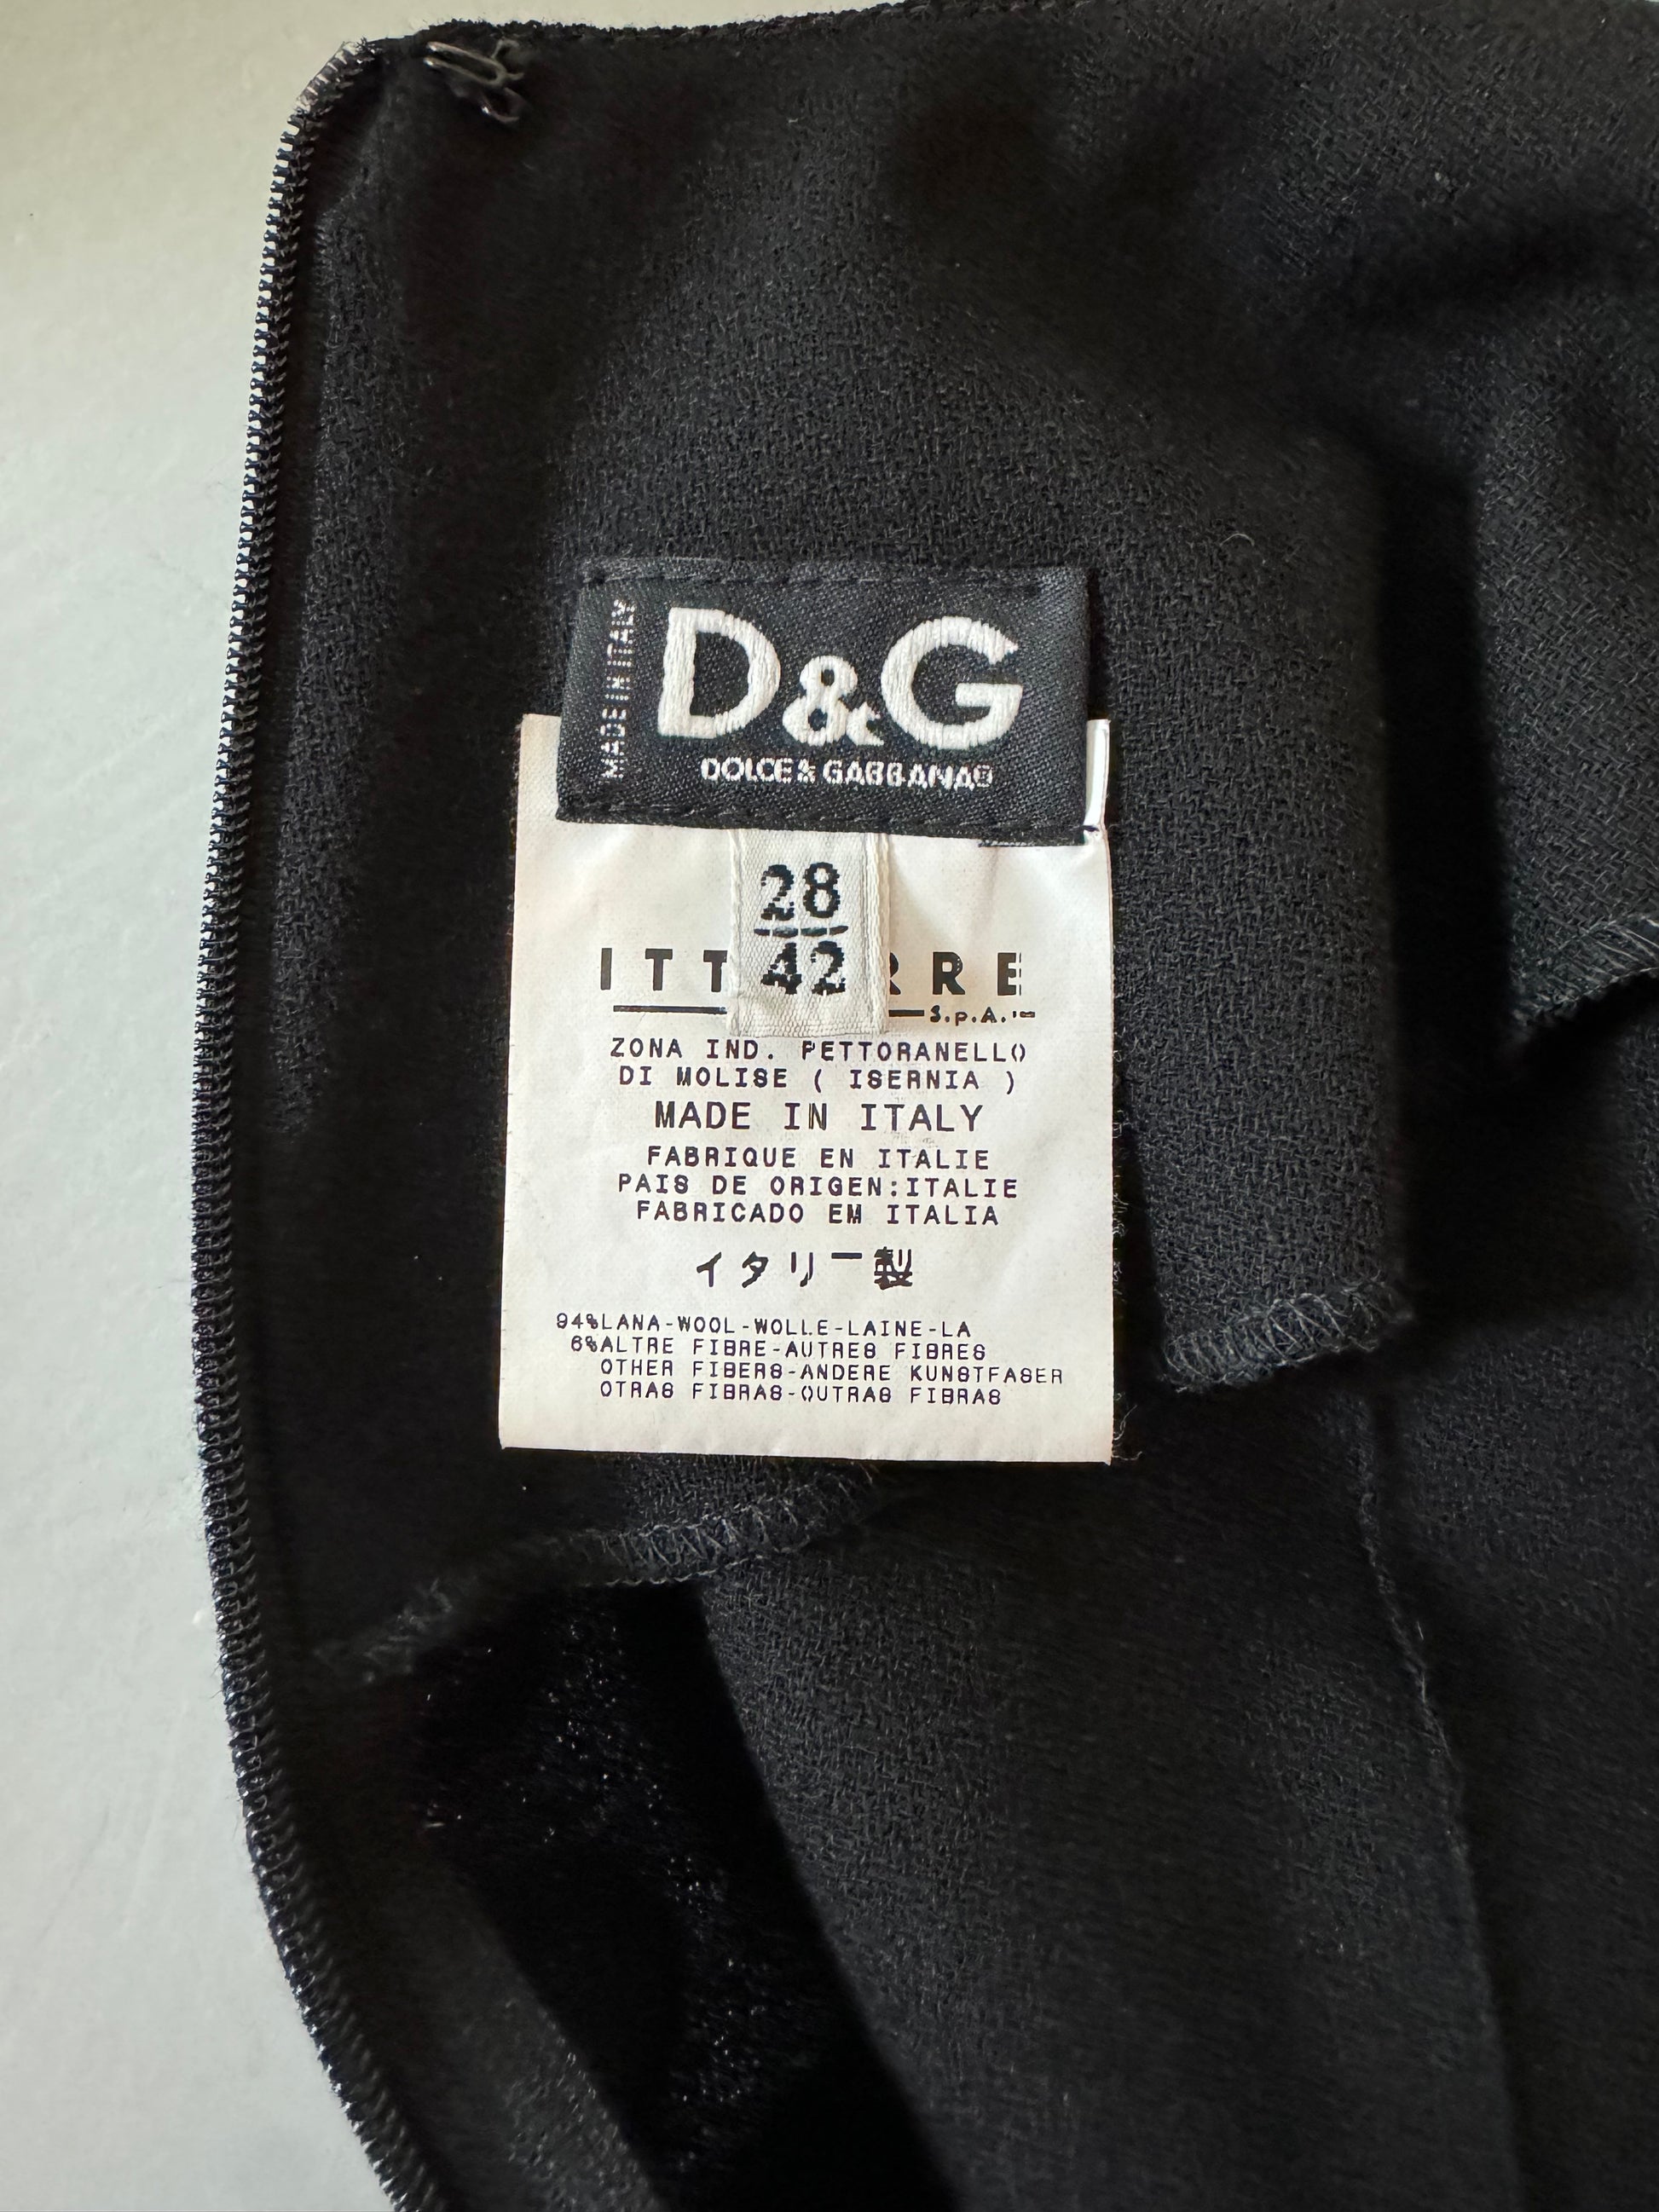 MADE IN ITALY
D&G
DOLCE & GABBANA®
28
42
ITT RRE
S.p.A.
ZONA IND. PETTORANELLO
DI MOLISE ( ISERNIA )
MADE IN ITALY
FABRIQUE EN ITALIE
PAIS DE ORIGEN:ITALIE
FABRICADO EM ITALIA
イタリー製
94%LANA-WOOL-WOLLE-LAINE-LA
6%ALTRE FIBRE-AUTRES FIBRES
OTHER FIBERS-ANDERE KUNSTFASER
OTRAS FIBRAS-OUTRAS FIBRAS